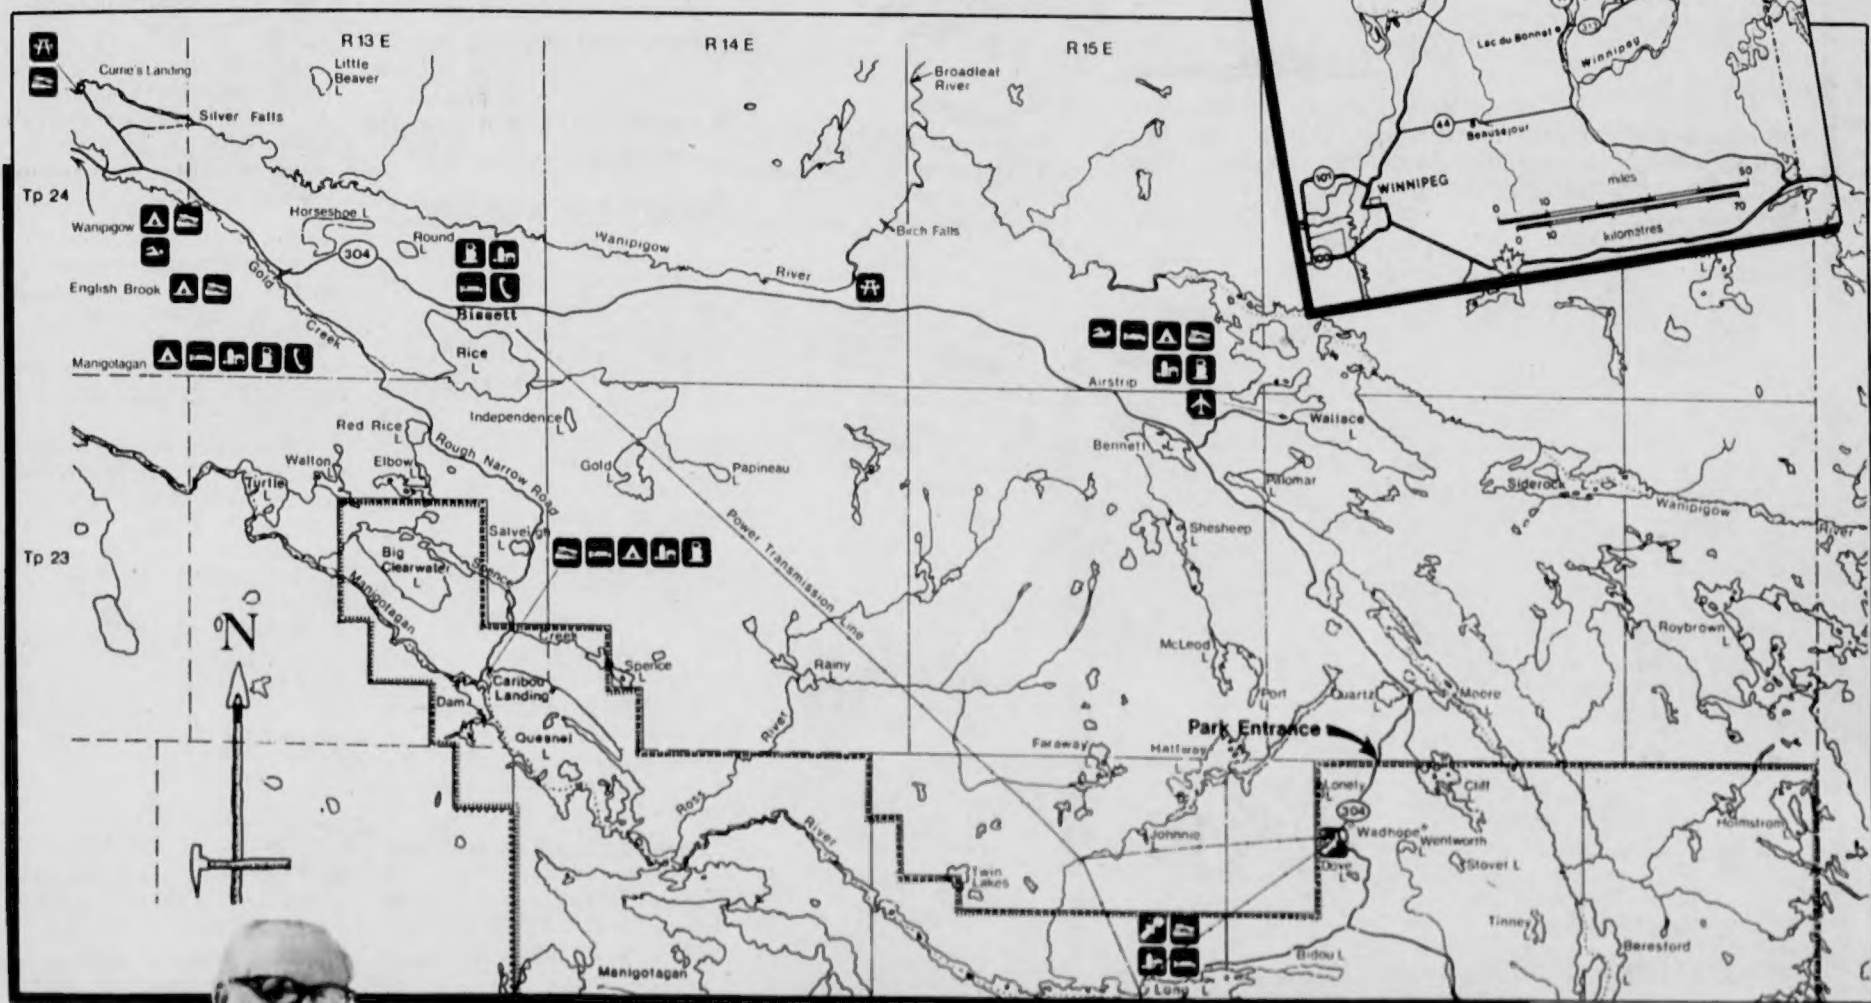 R 13 E
R 14 E
R 15 E
Currie's Landing
Little
Beaver
L
Broadleaf
River
Silver Falls
Tp 24
Wanipigow
Horseshoe L
Round
L
304
Wanipigow
River
Birch Falls
English Brook
Gold
Creek
Bissett
Manigotagan
Rice
L
Airstrip
Independence
L
Red Rice
L
Rough Narrow Road
Wallace
L
Bennett
L
Walton
L
Elbow
L
Gold
L
Papineau
L
Turtle
L
Palomar
L
Siderock
L
Wanipigow
River
Power Transmission Line
Shesheep
L
Tp 23
Salveigh
L
Big
Clearwater
L
Spence
Creek
Manigotagan
N
Roybrown
L
McLeod
L
Spence
L
Rainy
L
Caribou
Landing
Dam
Port
Quartz
L
Moore
L
Park Entrance
River
Quesnel
L
Faraway
L
Halfway
L
Lonely
L
Cliff
L
304
Ross
River
Johnnie
L
Wadhope
Wentworth
L
Holmstrom
L
Dove
L
Stover L
Twin
Lakes
Tinney
L
Beresford
L
Bidou L
Manigotagan
Long L
Lac du Bonnet
Winnipeg
44
Beausejour
101
WINNIPEG
miles
0
10
50
0
10
70
kilometres
100